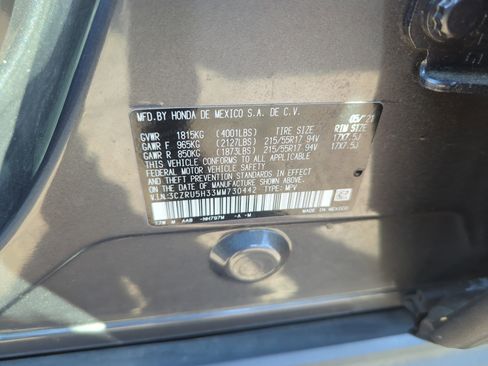 MFD.BY HONDA DE MEXICO S.A. DE C.V. 05/21
GVWR 1815KG (4001LBS) TIRE SIZE RIM SIZE
GAWR F 965KG (2127LBS) 215/55R17 94V 17X7.5J
GAWR R 850KG (1873LBS) 215/55R17 94V 17X7.5J
THIS VEHICLE CONFORMS TO ALL APPLICABLE
FEDERAL MOTOR VEHICLE SAFETY AND
THEFT PREVENTION STANDARDS IN EFFECT ON THE
DATE OF MANUFACTURE SHOWN ABOVE.
V.I.N.:3CZRU5H33MM730442 TYPE: MPV
MADE IN MEXICO
AAB -NH797M -A -M